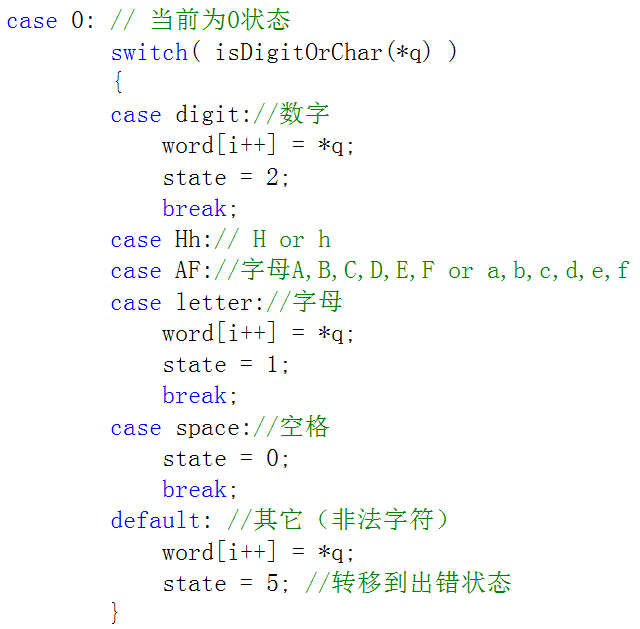 case 0: // 当前为0状态
switch( isDigitOrChar(*q) )
{
case digit://数字
word[i++] = *q;
state = 2;
break;
case Hh:// H or h
case AF://字母A,B,C,D,E,F or a,b,c,d,e,f
case letter://字母
word[i++] = *q;
state = 1;
break;
case space://空格
state = 0;
break;
default: //其它（非法字符）
word[i++] = *q;
state = 5; //转移到出错状态
}